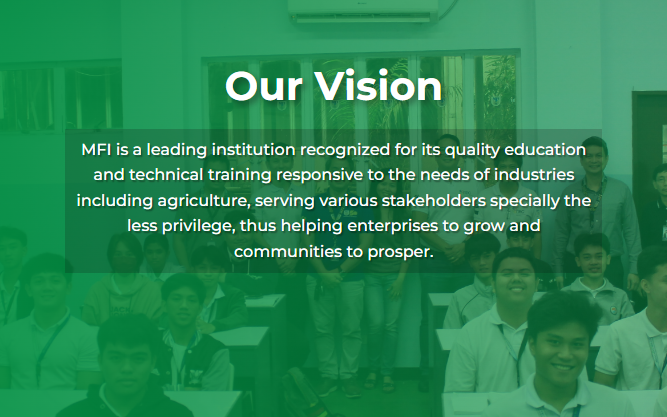 Our Vision
MFI is a leading institution recognized for its quality education
and technical training responsive to the needs of industries
including agriculture, serving various stakeholders specially the
less privilege, thus helping enterprises to grow and
communities to prosper.